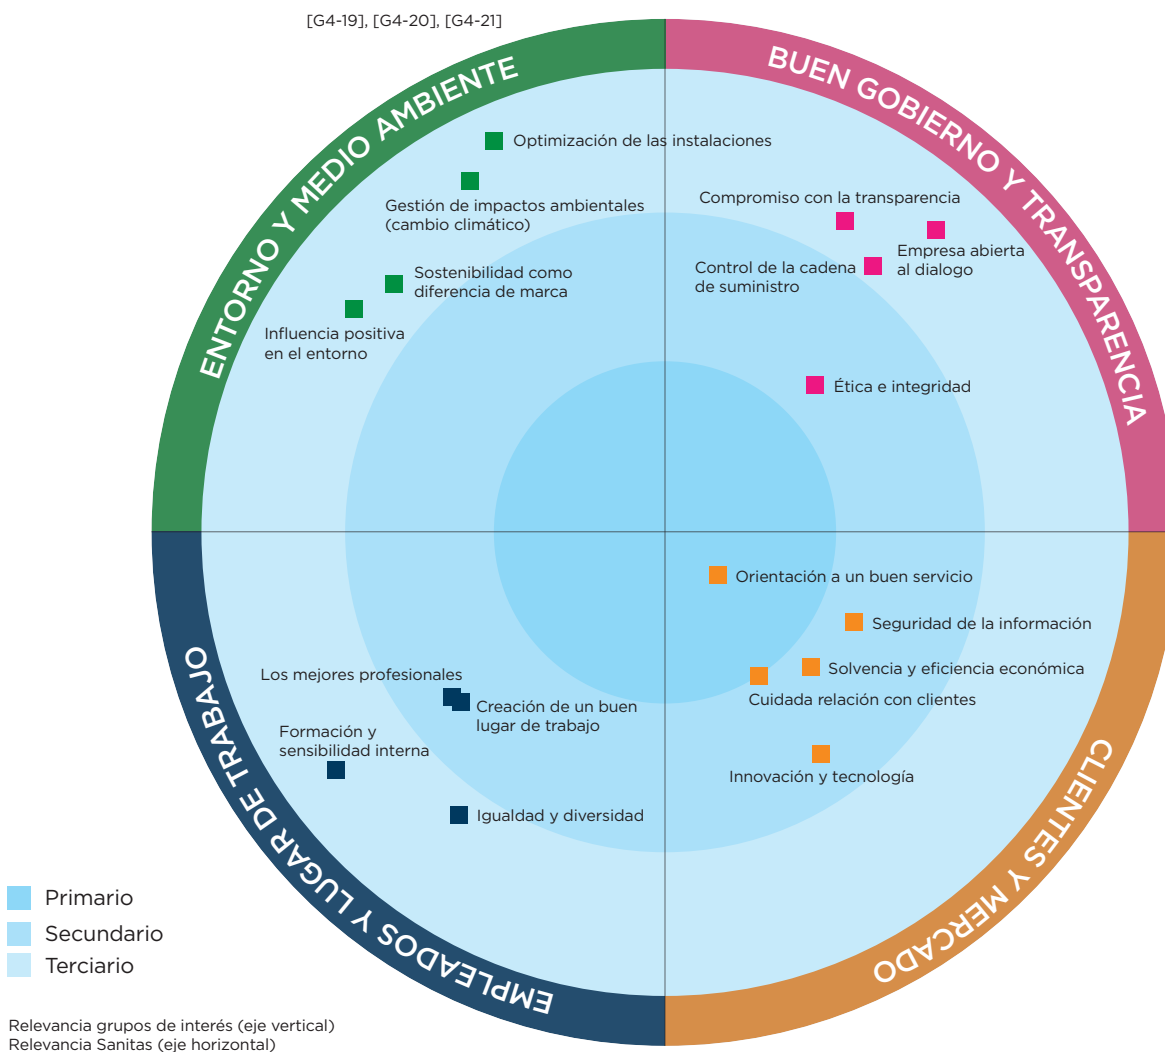 [G4-19], [G4-20], [G4-21]
ENTORNO Y MEDIO AMBIENTE
BUEN GOBIERNO Y TRANSPARENCIA
Optimización de las instalaciones
Gestión de impactos ambientales
(cambio climático)
Sostenibilidad como
diferencia de marca
Influencia positiva
en el entorno
Compromiso con la transparencia
Empresa abierta
al dialogo
Control de la cadena
de suministro
Ética e integridad
Orientación a un buen servicio
Seguridad de la información
Solvencia y eficiencia económica
Cuidada relación con clientes
Innovación y tecnología
Los mejores profesionales
Creación de un buen
lugar de trabajo
Formación y
sensibilidad interna
Igualdad y diversidad
EMPLEADOS Y LUGAR DE TRABAJO
CLIENTES Y MERCADO
Primario
Secundario
Terciario
Relevancia grupos de interés (eje vertical)
Relevancia Sanitas (eje horizontal)